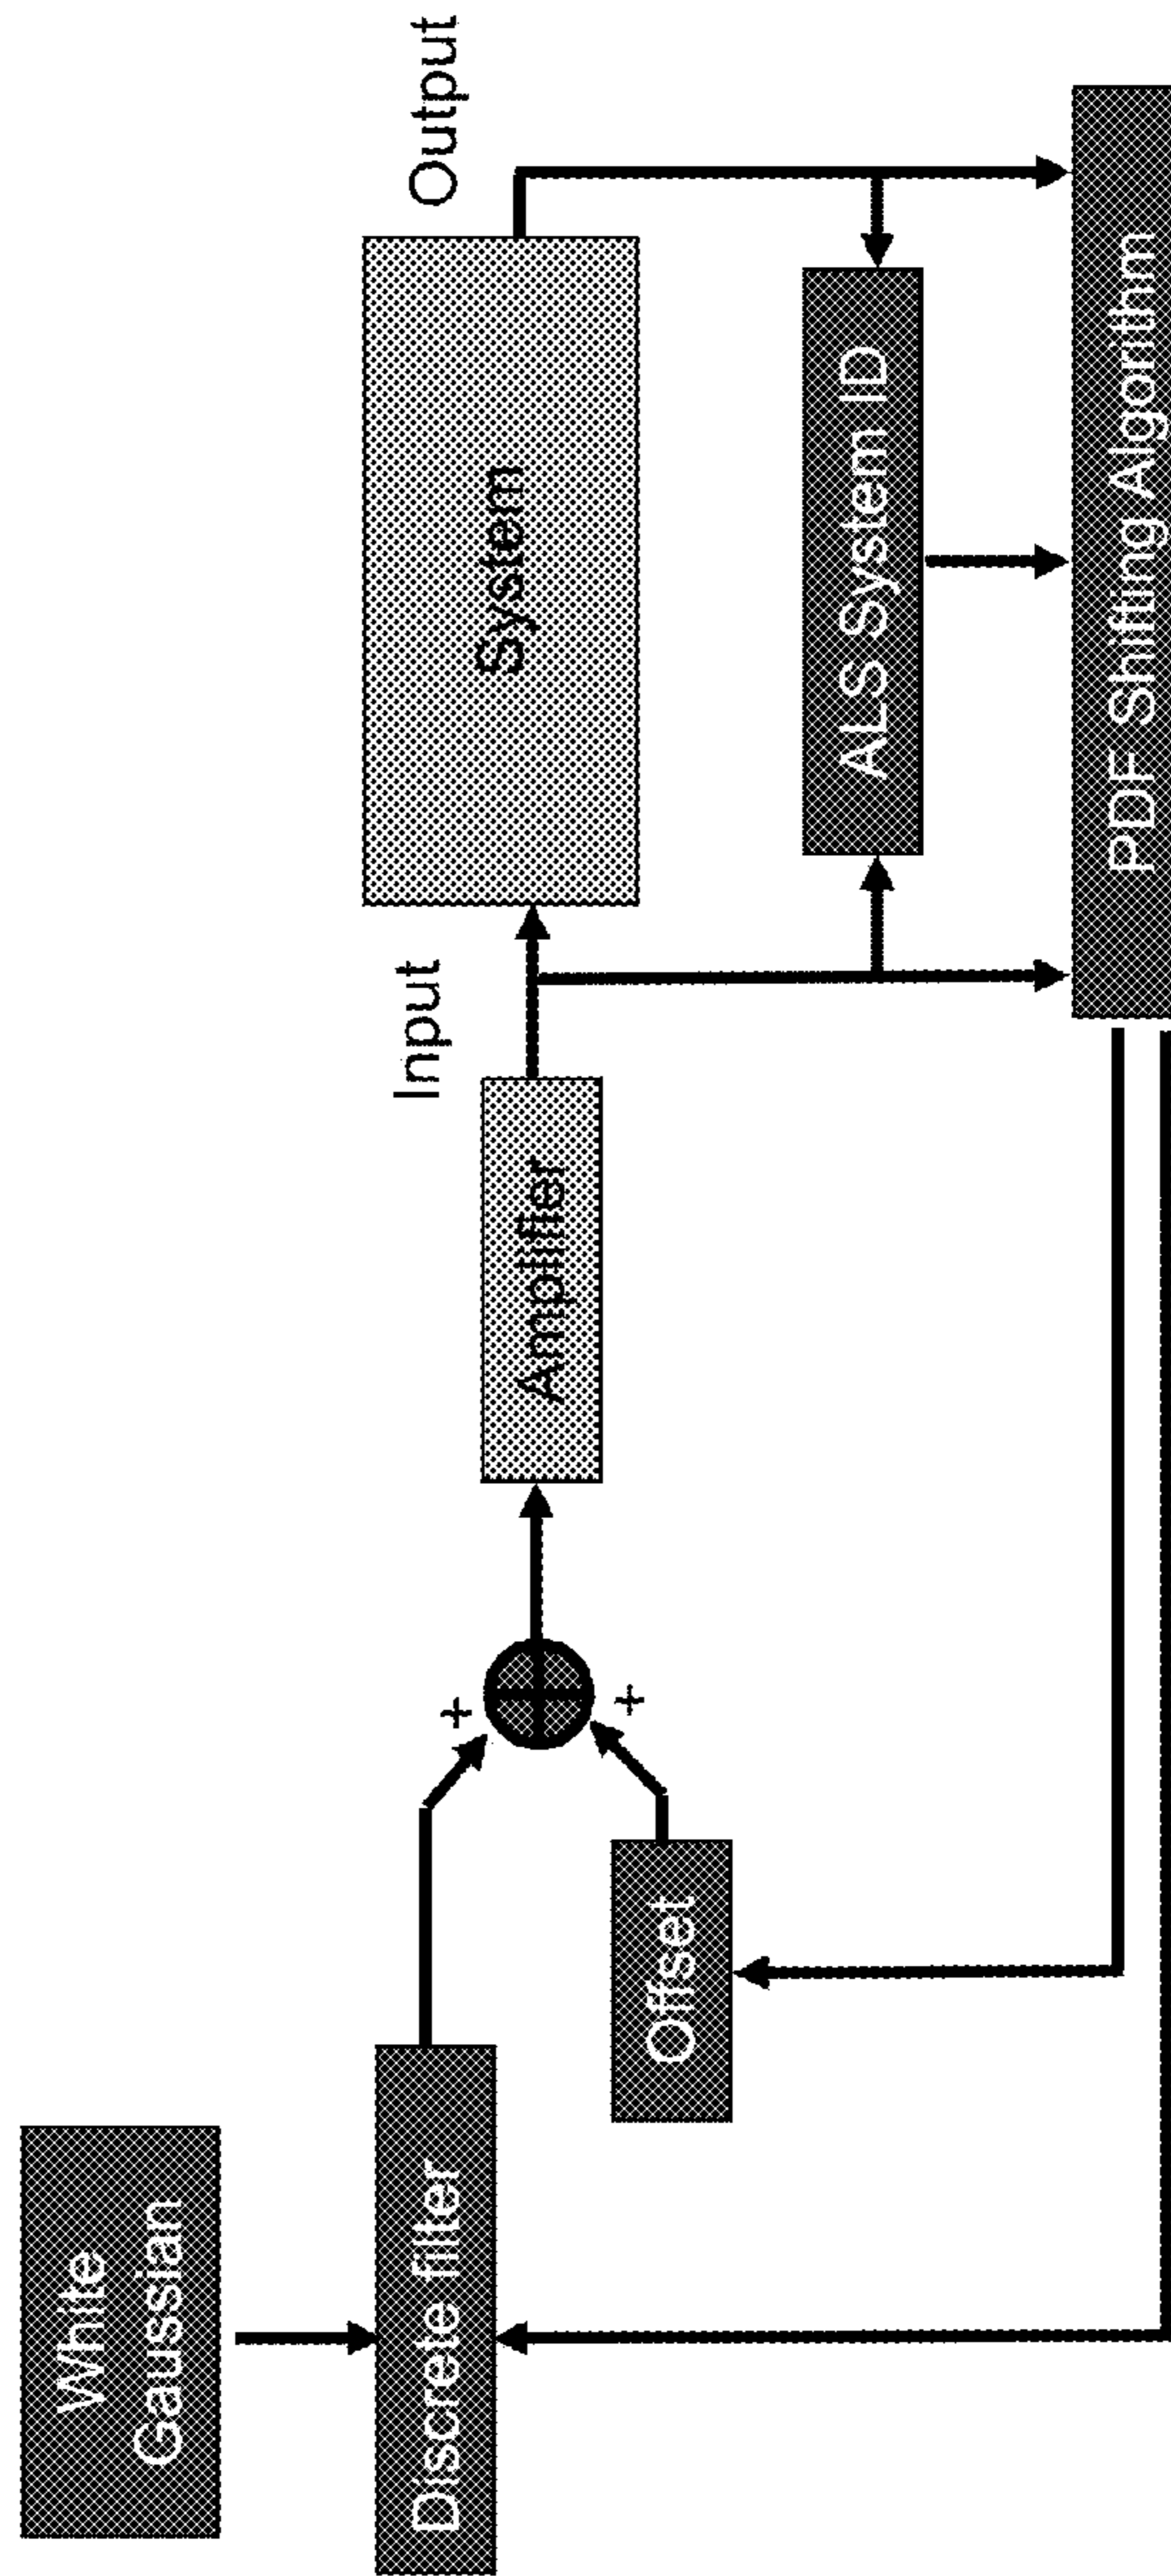 White
Gaussian
Discrete filter
Offset
+
+
Amplifier
Input
System
Output
ALS System ID
PDF Shifting Algorithm